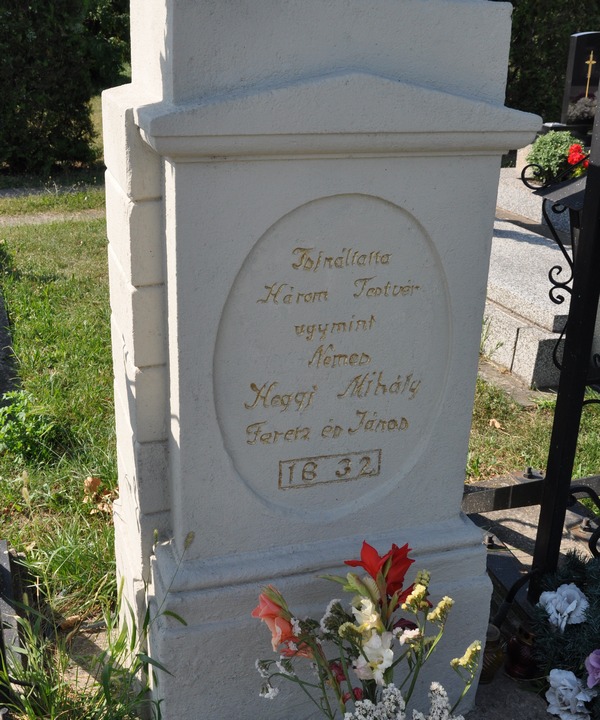 Tsináltatta
Három Testvér
ugymint
Nemes
Heggi Mihály
Ferenz és János
1832